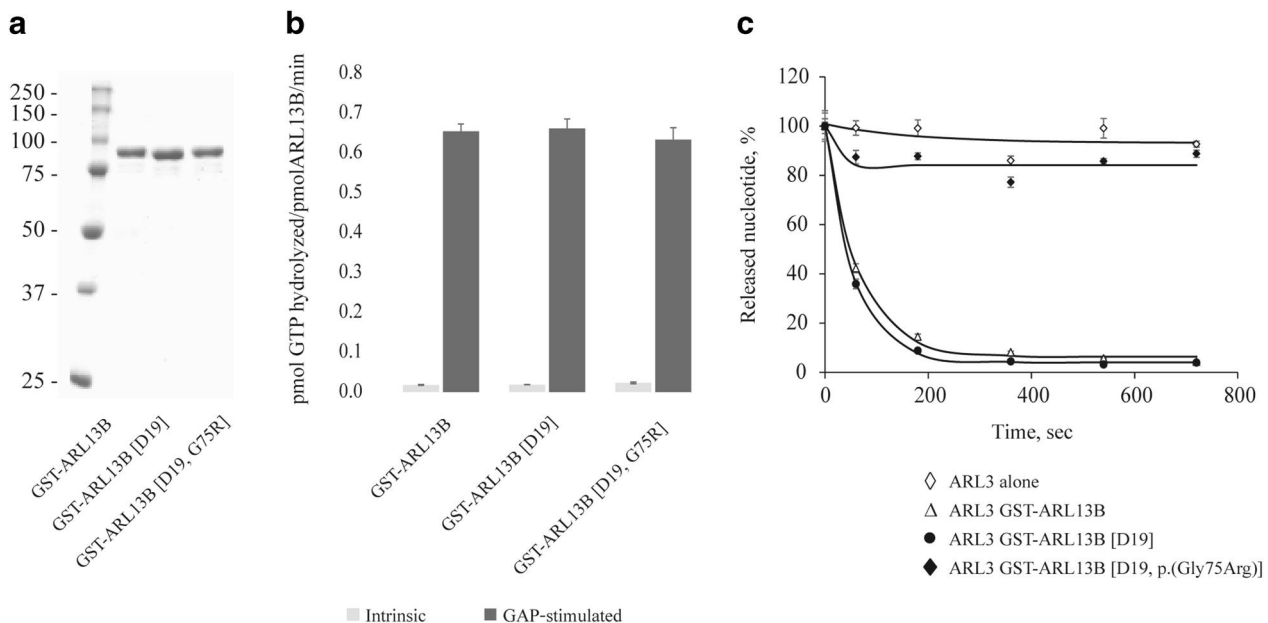 a
250 -
150 -
100 -
75 -
50 -
37 -
25 -
GST-ARL13B
GST-ARL13B [D19]
GST-ARL13B [D19, G75R]
b
pmol GTP hydrolyzed/pmolARL13B/min
0.8
0.7
0.6
0.5
0.4
0.3
0.2
0.1
0.0
GST-ARL13B
GST-ARL13B [D19]
GST-ARL13B [D19, G75R]
Intrinsic
GAP-stimulated
c
Released nucleotide, %
120
100
80
60
40
20
0
0
200
400
600
800
Time, sec
ARL3 alone
ARL3 GST-ARL13B
ARL3 GST-ARL13B [D19]
ARL3 GST-ARL13B [D19, p.(Gly75Arg)]